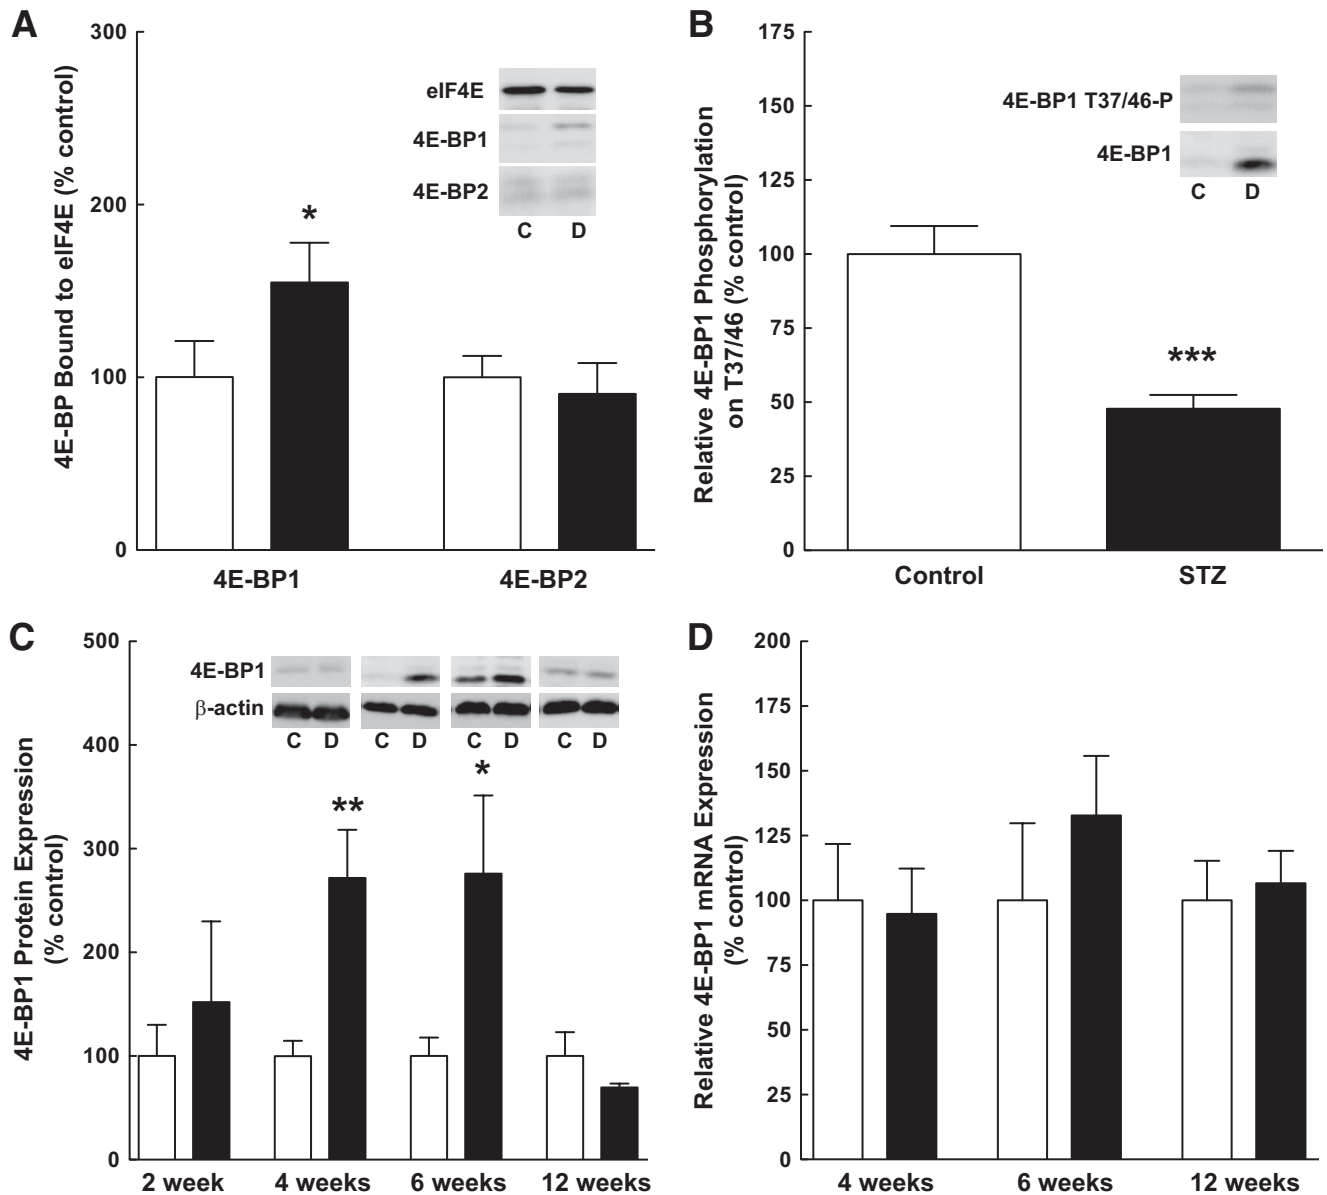 A
300
200
100
0
4E-BP Bound to eIF4E (% control)
eIF4E
4E-BP1
4E-BP2
C D
*
4E-BP1 4E-BP2
B
175
150
125
100
75
50
25
0
Relative 4E-BP1 Phosphorylation
on T37/46 (% control)
4E-BP1 T37/46-P
4E-BP1
C D
***
Control STZ
C
500
400
300
200
100
0
4E-BP1 Protein Expression
(% control)
4E-BP1
β-actin
C D C D C D C D
**
*
2 week 4 weeks 6 weeks 12 weeks
D
200
175
150
125
100
75
50
25
0
Relative 4E-BP1 mRNA Expression
(% control)
4 weeks 6 weeks 12 weeks